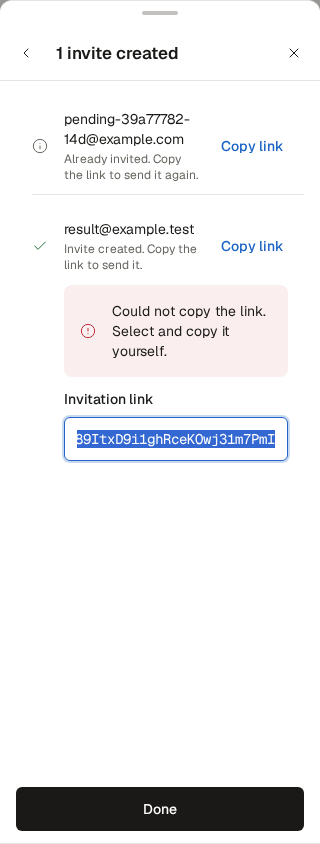 1 invite created
pending-39a77782-
14d@example.com
Already invited. Copy
the link to send it again.
Copy link
result@example.test
Invite created. Copy the
link to send it.
Copy link
Could not copy the link.
Select and copy it
yourself.
Invitation link
89ItxD9i1ghRceKOwj31m7PmI
Done